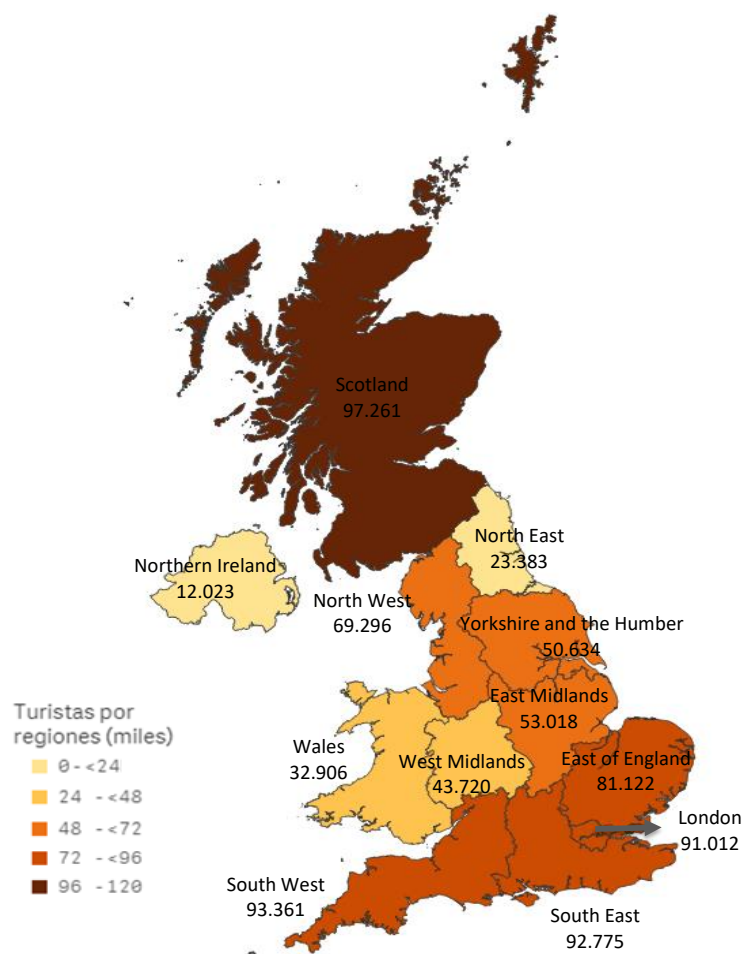 Scotland
97.261
North East
23.383
Northern Ireland
12.023
North West
69.296
Yorkshire and the Humber
50.634
East Midlands
53.018
Wales
32.906
West Midlands
43.720
East of England
81.122
London
91.012
South West
93.361
South East
92.775
Turistas por
regiones (miles)
0 - <24
24 - <48
48 - <72
72 - <96
96 - 120